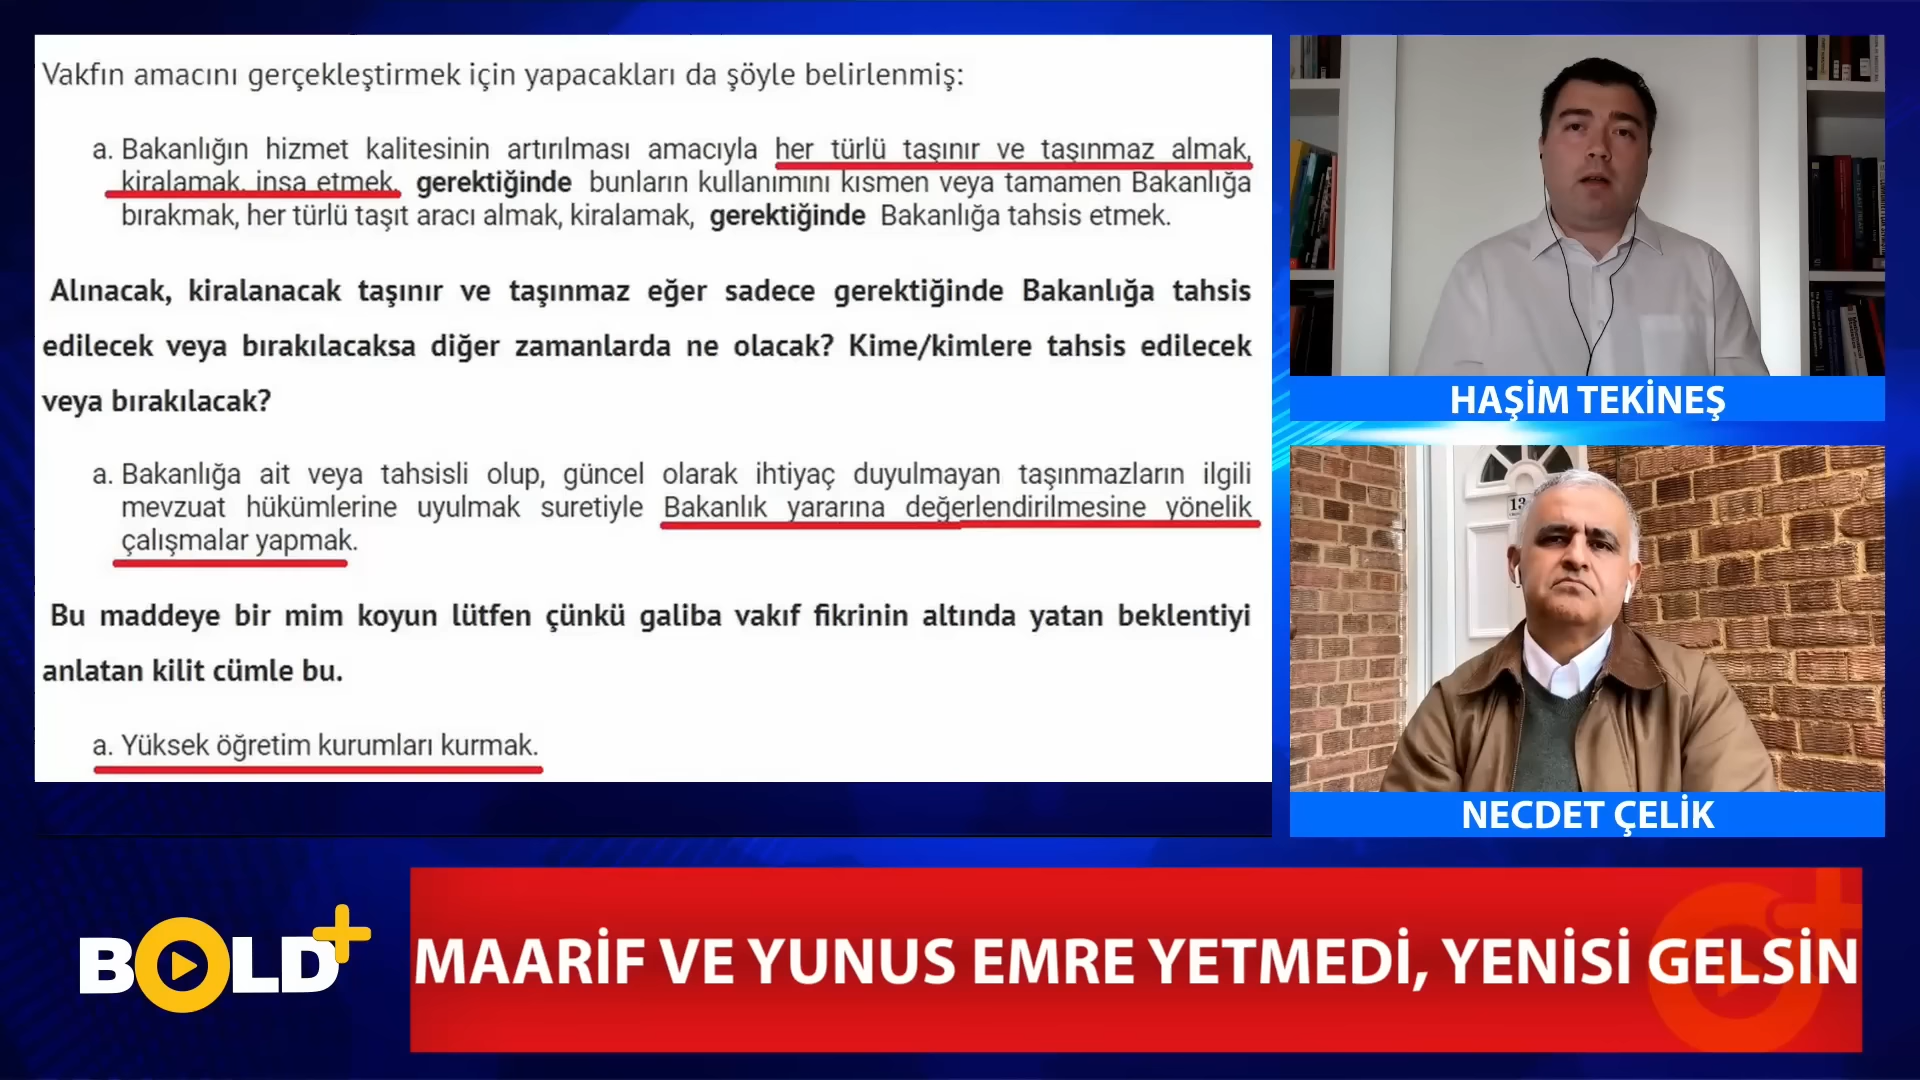 Vakfın amacını gerçekleştirmek için yapacakları da şöyle belirlenmiş:
a. Bakanlığın hizmet kalitesinin artırılması amacıyla her türlü taşınır ve taşınmaz almak,
kiralamak, inşa etmek, gerektiğinde bunların kullanımını kısmen veya tamamen Bakanlığa
bırakmak, her türlü taşıt aracı almak, kiralamak, gerektiğinde Bakanlığa tahsis etmek.
Alınacak, kiralanacak taşınır ve taşınmaz eğer sadece gerektiğinde Bakanlığa tahsis
edilecek veya bırakılacaksa diğer zamanlarda ne olacak? Kime/kimlere tahsis edilecek
veya bırakılacak?
a. Bakanlığa ait veya tahsisli olup, güncel olarak ihtiyaç duyulmayan taşınmazların ilgili
mevzuat hükümlerine uyulmak suretiyle Bakanlık yararına değerlendirilmesine yönelik
çalışmalar yapmak.
Bu maddeye bir mim koyun lütfen çünkü galiba vakıf fikrinin altında yatan beklentiyi
anlatan kilit cümle bu.
a. Yüksek öğretim kurumları kurmak.
HAŞİM TEKİNEŞ
13
NECDET ÇELİK
BOLD+
MAARİF VE YUNUS EMRE YETMEDİ, YENİSİ GELSİN